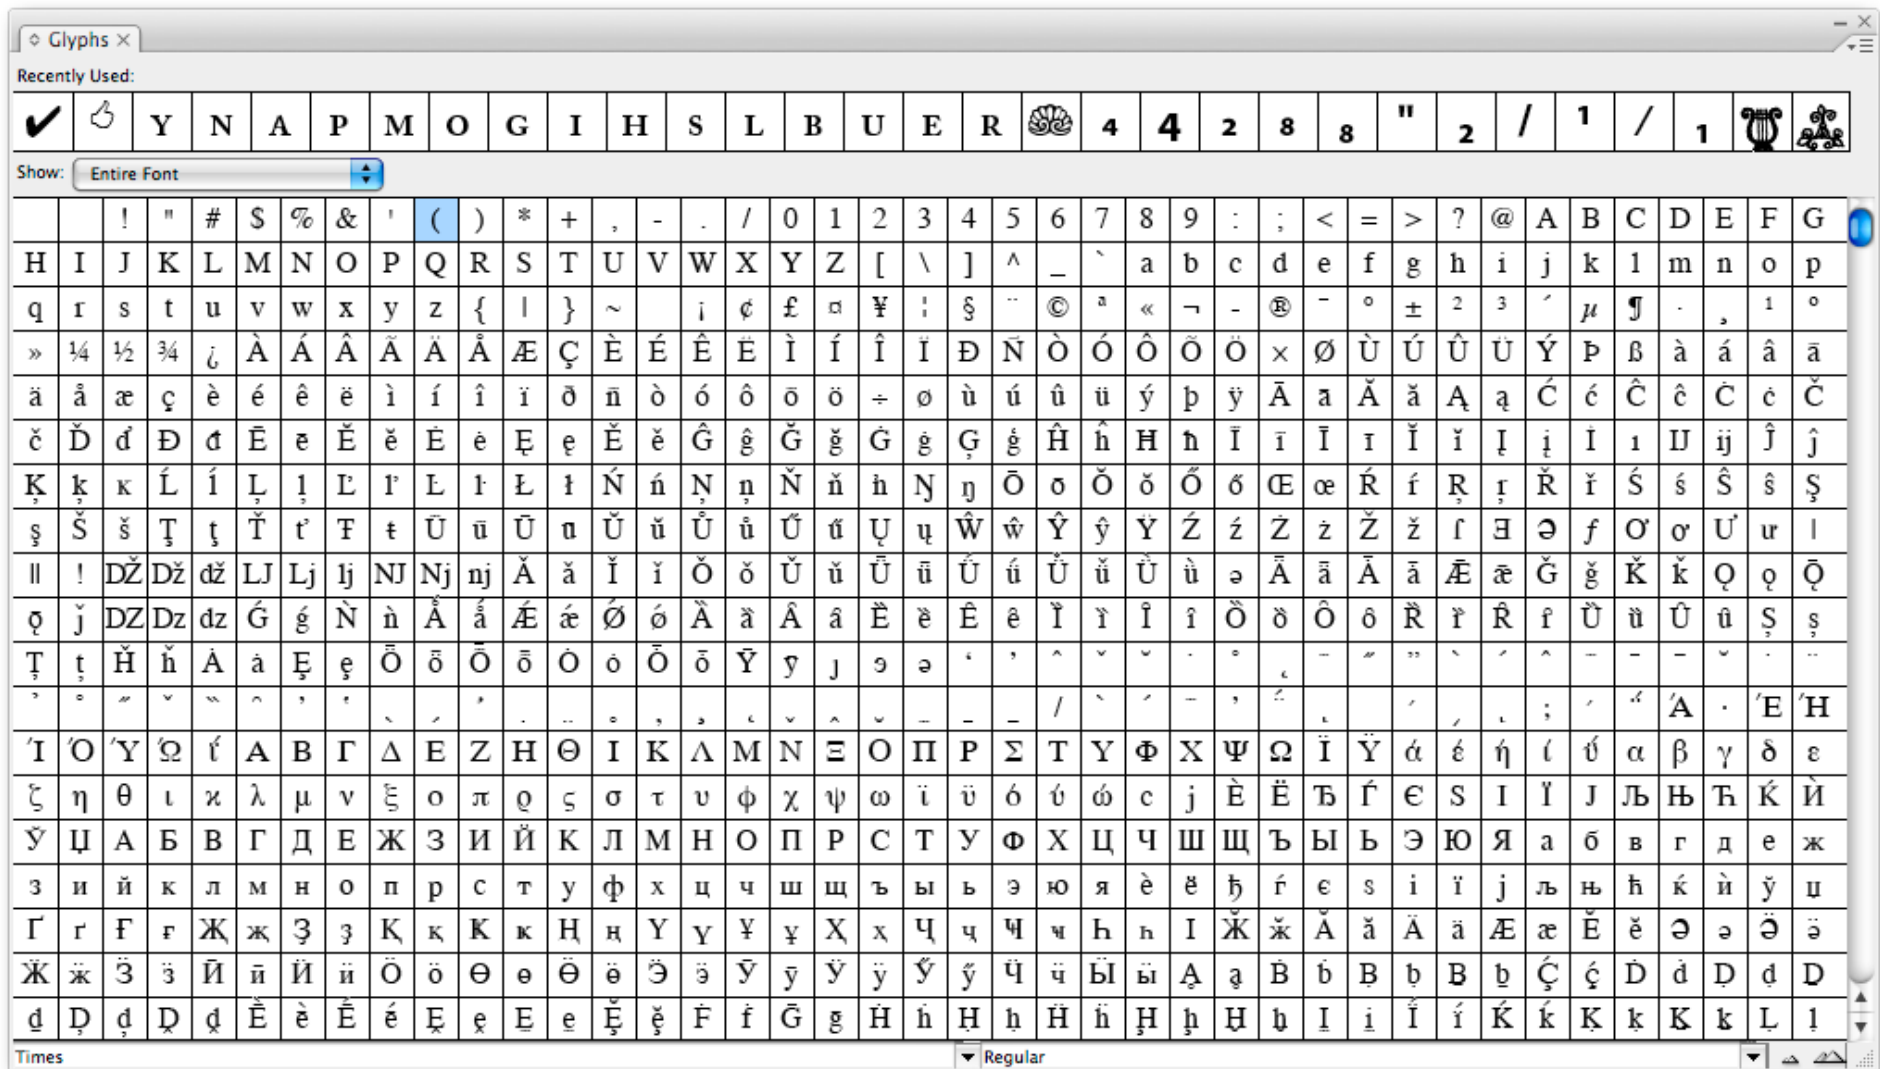 Glyphs
Recently Used:
✔ Y N A P M O G I H S L B U E R 4 4 2 8 8 " 2 / 1 / 1
Show: Entire Font
! " # $ % & ' ( ) * + , - . / 0 1 2 3 4 5 6 7 8 9 : ; < = > ? @ A B C D E F G
H I J K L M N O P Q R S T U V W X Y Z [ \ ] ^ _ ` a b c d e f g h i j k l m n o p
q r s t u v w x y z { | } ~ ¡ ¢ £ ¤ ¥ ¦ § ¨ © ª « ¬ - ® ¯ ° ± ² ³ ´ µ ¶ · ¸ ¹ º
» ¼ ½ ¾ ¿ À Á Â Ã Ä Å Æ Ç È É Ê Ë Ì Í Î Ï Ð Ñ Ò Ó Ô Õ Ö × Ø Ù Ú Û Ü Ý Þ ß à á â ã
ä å æ ç è é ê ë ì í î ï ð ñ ò ó ô õ ö ÷ ø ù ú û ü ý þ ÿ Ā ā Ă ă Ą ą Ć ć Ĉ ĉ Ċ ċ Č
č Ď ď Đ đ Ē ē Ĕ ĕ Ė ė Ę ę Ě ě Ĝ ĝ Ğ ğ Ġ ġ Ģ ģ Ĥ ĥ Ħ ħ Ĩ ĩ Ī ī Ĭ ĭ Į į İ ı Ĳ ĳ Ĵ ĵ
Ķ ķ ĸ Ĺ ĺ Ļ ļ Ľ ľ Ŀ ŀ Ł ł Ń ń Ņ ņ Ň ň ŉ Ŋ ŋ Ō ō Ŏ ŏ Ő ő Œ œ Ŕ ŕ Ŗ ŗ Ř ř Ś ś Ŝ ŝ Ş
ş Š š Ţ ţ Ť ť Ŧ ŧ Ũ ũ Ū ū Ŭ ŭ Ů ů Ű ű Ų ų Ŵ ŵ Ŷ ŷ Ÿ Ź ź Ż ż Ž ž ſ Ǝ Ə ƒ Ơ ơ Ư ư ǀ
ǁ ǃ Ǆ ǅ ǆ Ǉ ǈ ǉ Ǌ ǋ ǌ Ǎ ǎ Ǐ ǐ Ǒ ǒ Ǔ ǔ Ǖ ǖ Ǘ ǘ Ǚ ǚ Ǜ ǜ ǝ Ǟ ǟ Ǡ ǡ Ǣ ǣ Ǧ ǧ Ǩ ǩ Ǫ ǫ Ǭ
ǭ ǰ Ǳ ǲ ǳ Ǵ ǵ Ǹ ǹ Ǻ ǻ Ǽ ǽ Ǿ ǿ Ȁ ȁ Ȃ ȃ Ȅ ȅ Ȇ ȇ Ȉ ȉ Ȋ ȋ Ȍ ȍ Ȏ ȏ Ȑ ȑ Ȓ ȓ Ȕ ȕ Ȗ ȗ Ș ș
Ț ț Ȟ ȟ Ȧ ȧ Ȩ ȩ Ȫ ȫ Ȭ ȭ Ȯ ȯ Ȱ ȱ Ȳ ȳ ȷ ɘ ə
΄ ; Ά · Έ Ή
Ί Ό Ύ Ώ ΐ Α Β Γ Δ Ε Ζ Η Θ Ι Κ Λ Μ Ν Ξ Ο Π Ρ Σ Τ Υ Φ Χ Ψ Ω Ϊ Ϋ ά έ ή ί ΰ α β γ δ ε
ζ η θ ι κ λ μ ν ξ ο π ρ ς σ τ υ φ χ ψ ω ϊ ϋ ό ύ ώ ϲ ϳ Ѐ Ё Ђ Ѓ Є Ѕ І Ї Ј Љ Њ Ћ Ќ Ѝ
Ў Џ А Б В Г Д Е Ж З И Й К Л М Н О П Р С Т У Ф Х Ц Ч Ш Щ Ъ Ы Ь Э Ю Я а б в г д е ж
з и й к л м н о п р с т у ф х ц ч ш щ ъ ы ь э ю я ѐ ё ђ ѓ є ѕ і ї ј љ њ ћ ќ ѝ ў џ
Ґ ґ Ғ ғ Җ җ Ҙ ҙ Қ қ Ҝ ҝ Ң ң Ү ү Ұ ұ Ҳ ҳ Ҷ ҷ Ҹ ҹ Һ һ Ӏ Ӂ ӂ Ӑ ӑ Ӓ ӓ Ӕ ӕ Ӗ ӗ Ә ә Ӛ ӛ
Ӝ ӝ Ӟ ӟ Ӣ ӣ Ӥ ӥ Ӧ ӧ Ө ө Ӫ ӫ Ӭ ӭ Ӯ ӯ Ӱ ӱ Ӳ ӳ Ӵ ӵ Ӹ ӹ Ḁ ḁ Ḃ ḃ Ḅ ḅ Ḇ ḇ Ḉ ḉ Ḋ ḋ Ḍ ḍ Ḏ
ḏ Ḑ ḑ Ḓ ḓ Ḕ ḕ Ḗ ḗ Ḙ ḙ Ḛ ḛ Ḝ ḝ Ḟ ḟ Ḡ ḡ Ḣ ḣ Ḥ ḥ Ḧ ḧ Ḩ ḩ Ḫ ḫ Ḭ ḭ Ḯ ḯ Ḱ ḱ Ḳ ḳ Ḵ ḵ Ḷ ḷ
Times Regular